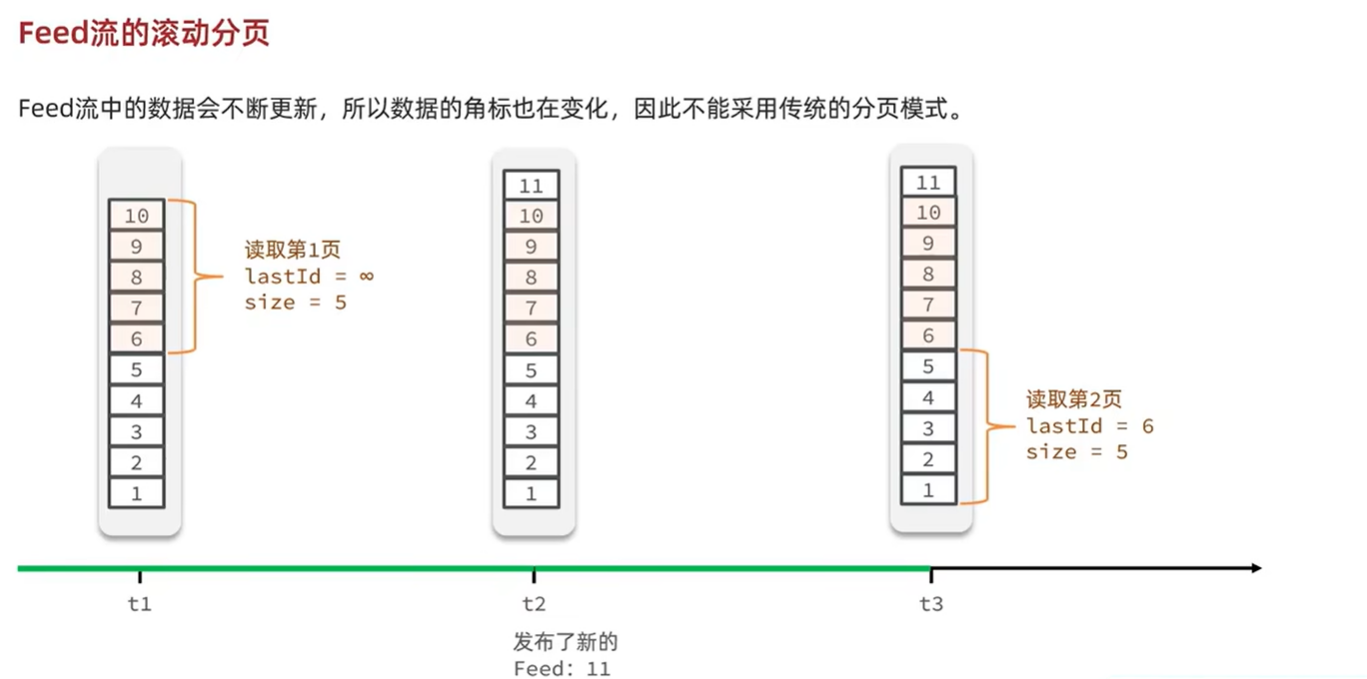 Feed流的滚动分页
Feed流中的数据会不断更新，所以数据的角标也在变化，因此不能采用传统的分页模式。
10
9
8
7
6
5
4
3
2
1
读取第1页
lastId = ∞
size = 5
11
10
9
8
7
6
5
4
3
2
1
11
10
9
8
7
6
5
4
3
2
1
读取第2页
lastId = 6
size = 5
t1
t2
t3
发布了新的
Feed：11